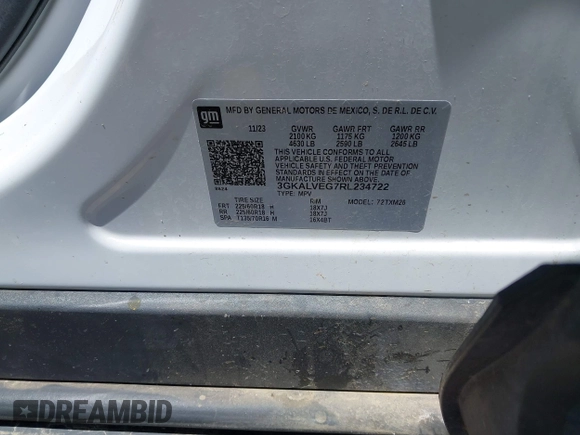 gm
MFD BY GENERAL MOTORS DE MEXICO, S. DE R.L. DE C.V.
11/23 GVWR GAWR FRT GAWR RR
2100 KG 1175 KG 1200 KG
4630 LB 2590 LB 2645 LB
THIS VEHICLE CONFORMS TO ALL
APPLICABLE U.S. FEDERAL MOTOR
VEHICLE SAFETY AND THEFT PREVENTION
STANDARDS IN EFFECT ON THE DATE OF
MANUFACTURE SHOWN ABOVE.
3GKALVEG7RL234722
TYPE: MPV
TIRE SIZE RIM MODEL: 7ZTXM26
FRT 225/60R18 H 18X7J
RR 225/60R18 H 18X7J
SPA T135/70R16 M 16X4BT
DREAMBID